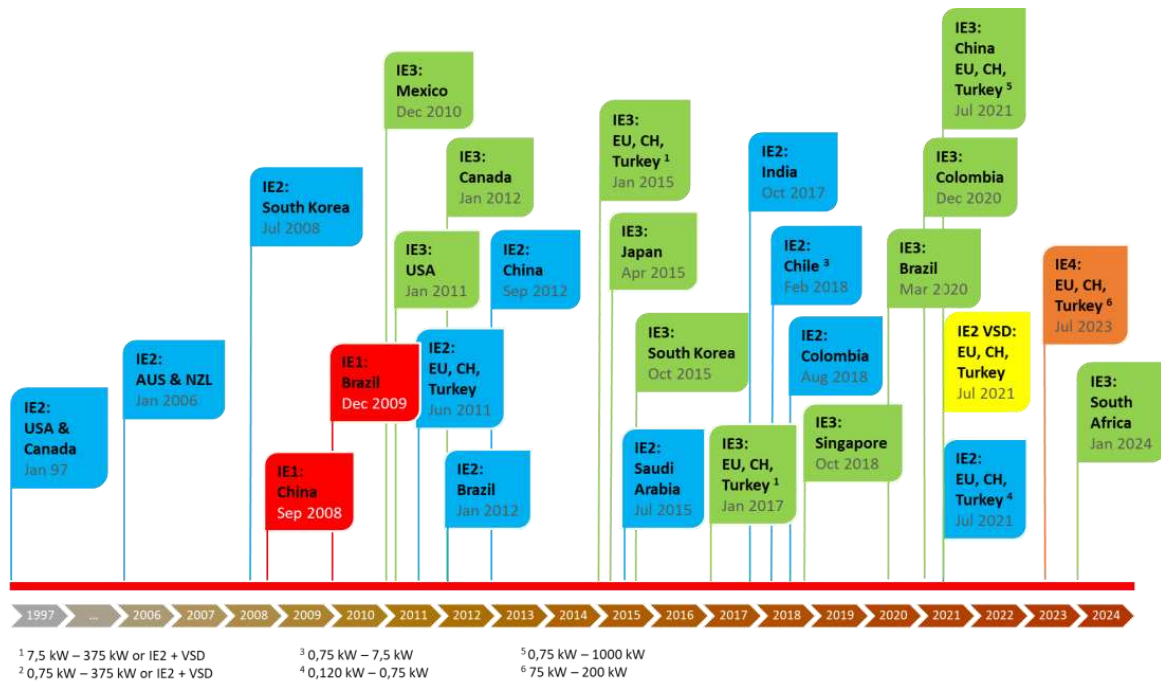 IE3:
China
EU, CH,
Turkey ⁵
Jul 2021
IE3:
Mexico
Dec 2010
IE3:
EU, CH,
Turkey ¹
Jan 2015
IE2:
India
Oct 2017
IE3:
Canada
Jan 2012
IE3:
Colombia
Dec 2020
IE2:
South Korea
Jul 2008
IE3:
Japan
Apr 2015
IE2:
Chile ³
Feb 2018
IE3:
USA
Jan 2011
IE2:
China
Sep 2012
IE3:
Brazil
Mar 2020
IE4:
EU, CH,
Turkey ⁶
Jul 2023
IE2:
AUS & NZL
Jan 2006
IE1:
Brazil
Dec 2009
IE2:
EU, CH,
Turkey
Jun 2011
IE3:
South Korea
Oct 2015
IE2:
Colombia
Aug 2018
IE2 VSD:
EU, CH,
Turkey
Jul 2021
IE3:
South
Africa
Jan 2024
IE2:
USA &
Canada
Jan 97
IE1:
China
Sep 2008
IE2:
Brazil
Jan 2012
IE2:
Saudi
Arabia
Jul 2015
IE3:
EU, CH,
Turkey ¹
Jan 2017
IE3:
Singapore
Oct 2018
IE2:
EU, CH,
Turkey ⁴
Jul 2021
1997 ... 2006 2007 2008 2009 2010 2011 2012 2013 2014 2015 2016 2017 2018 2019 2020 2021 2022 2023 2024
¹ 7,5 kW – 375 kW or IE2 + VSD
² 0,75 kW – 375 kW or IE2 + VSD
³ 0,75 kW – 7,5 kW
⁴ 0,120 kW – 0,75 kW
⁵ 0,75 kW – 1000 kW
⁶ 75 kW – 200 kW